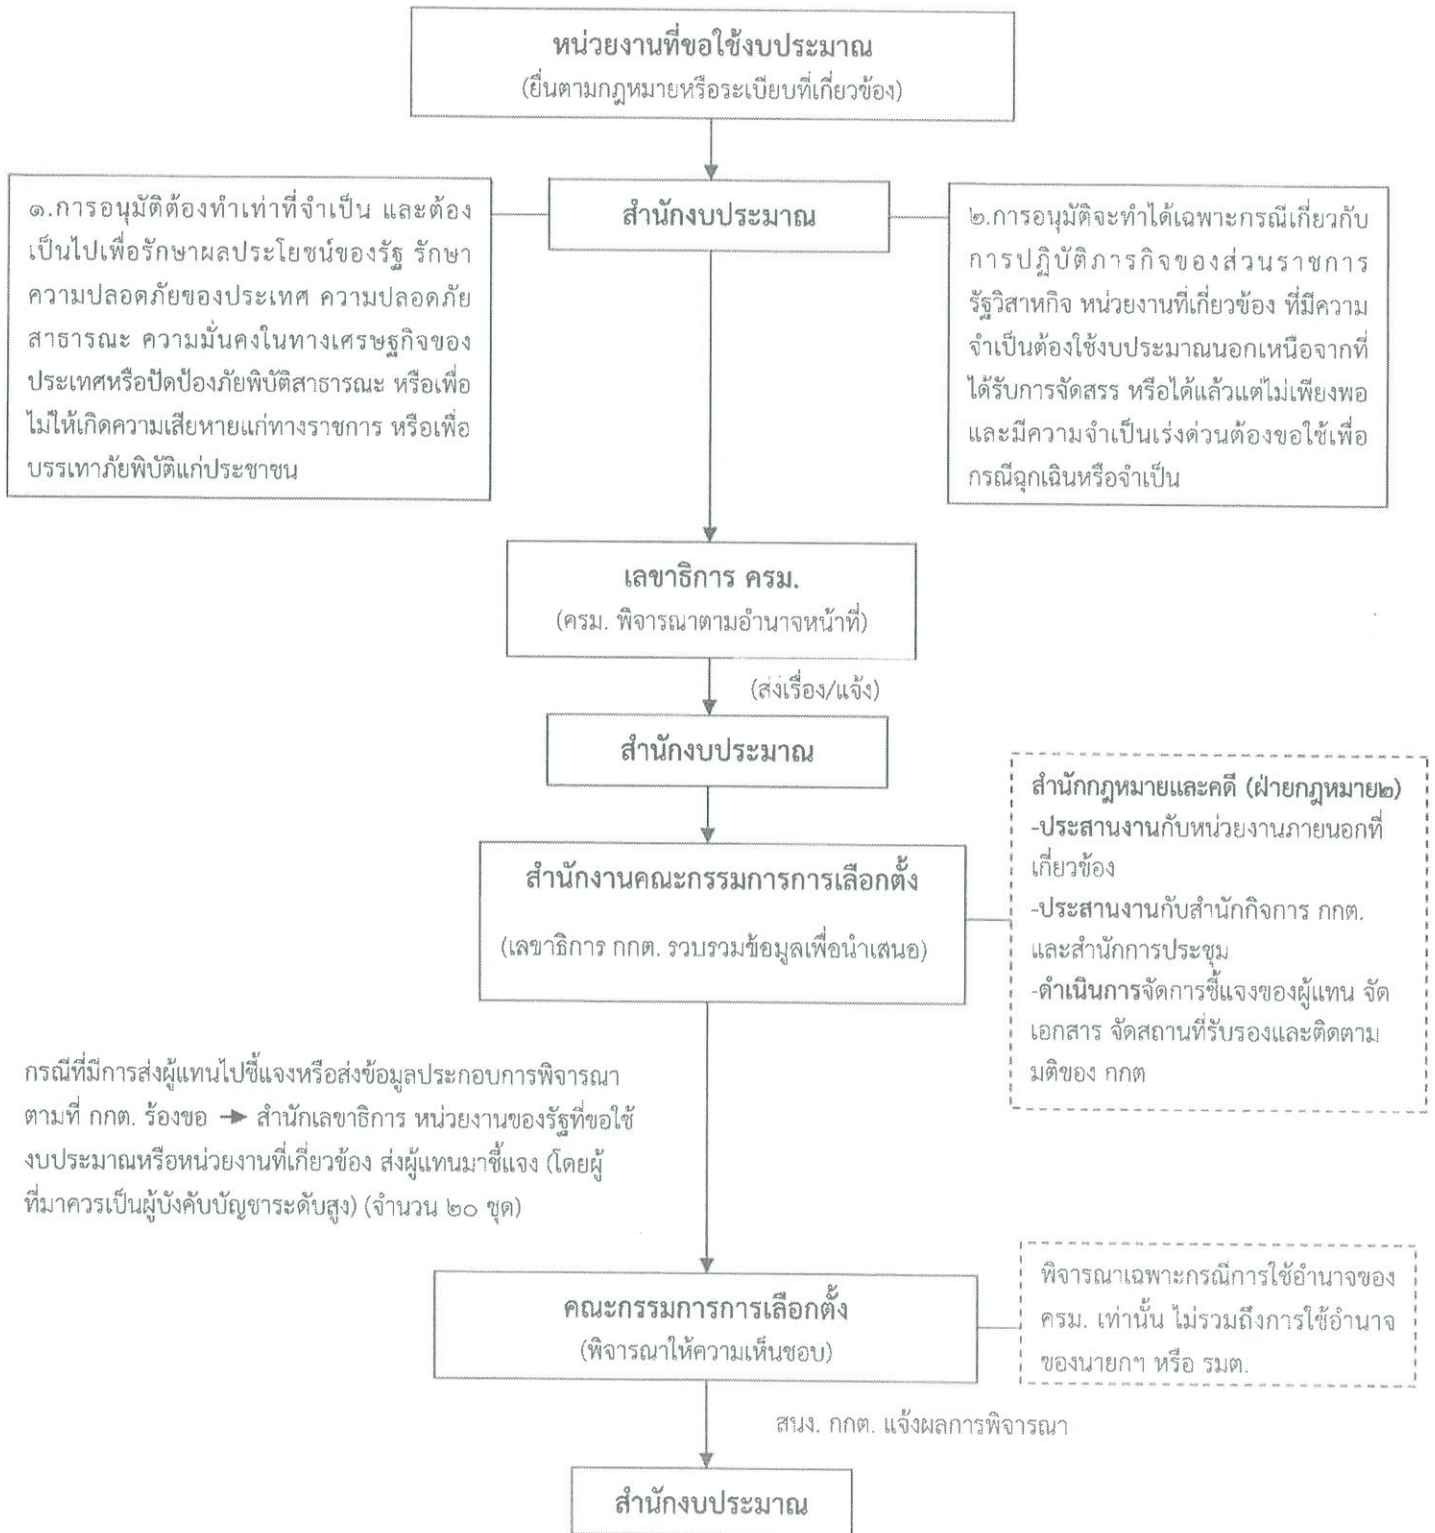 หน่วยงานที่ขอใช้งบประมาณ
(ยื่นตามกฎหมายหรือระเบียบที่เกี่ยวข้อง)
สำนักงบประมาณ
๑.การอนุมัติต้องทำเท่าที่จำเป็น และต้อง
เป็นไปเพื่อรักษาผลประโยชน์ของรัฐ รักษา
ความปลอดภัยของประเทศ ความปลอดภัย
สาธารณะ ความมั่นคงในทางเศรษฐกิจของ
ประเทศหรือปัดป้องภัยพิบัติสาธารณะ หรือเพื่อ
ไม่ให้เกิดความเสียหายแก่ทางราชการ หรือเพื่อ
บรรเทาภัยพิบัติแก่ประชาชน
๒.การอนุมัติจะทำได้เฉพาะกรณีเกี่ยวกับ
การปฏิบัติภารกิจของส่วนราชการ
รัฐวิสาหกิจ หน่วยงานที่เกี่ยวข้อง ที่มีความ
จำเป็นต้องใช้งบประมาณนอกเหนือจากที่
ได้รับการจัดสรร หรือได้แล้วแต่ไม่เพียงพอ
และมีความจำเป็นเร่งด่วนต้องขอใช้เพื่อ
กรณีฉุกเฉินหรือจำเป็น
เลขาธิการ ครม.
(ครม. พิจารณาตามอำนาจหน้าที่)
(ส่งเรื่อง/แจ้ง)
สำนักงบประมาณ
สำนักงานคณะกรรมการการเลือกตั้ง
(เลขาธิการ กกต. รวบรวมข้อมูลเพื่อนำเสนอ)
สำนักกฎหมายและคดี (ฝ่ายกฎหมาย๒)
-ประสานงานกับหน่วยงานภายนอกที่
เกี่ยวข้อง
-ประสานงานกับสำนักกิจการ กกต.
และสำนักการประชุม
-ดำเนินการจัดการชี้แจงของผู้แทน จัด
เอกสาร จัดสถานที่รับรองและติดตาม
มติของ กกต
กรณีที่มีการส่งผู้แทนไปชี้แจงหรือส่งข้อมูลประกอบการพิจารณา
ตามที่ กกต. ร้องขอ → สำนักเลขาธิการ หน่วยงานของรัฐที่ขอใช้
งบประมาณหรือหน่วยงานที่เกี่ยวข้อง ส่งผู้แทนมาชี้แจง (โดยผู้
ที่มาควรเป็นผู้บังคับบัญชาระดับสูง) (จำนวน ๒๐ ชุด)
คณะกรรมการการเลือกตั้ง
(พิจารณาให้ความเห็นชอบ)
พิจารณาเฉพาะกรณีการใช้อำนาจของ
ครม. เท่านั้น ไม่รวมถึงการใช้อำนาจ
ของนายกฯ หรือ รมต.
สนง. กกต. แจ้งผลการพิจารณา
สำนักงบประมาณ